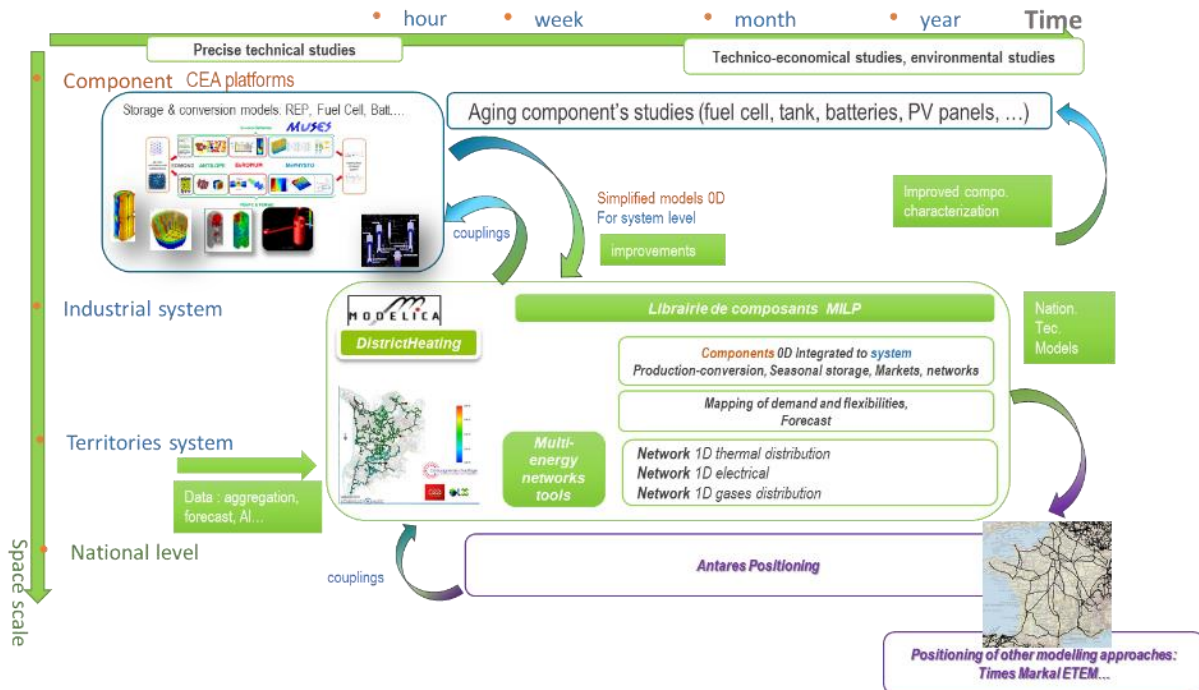 • hour • week • month • year Time
Precise technical studies
Technico-economical studies, environmental studies
Component CEA platforms
Storage & conversion models: REP, Fuel Cell, Batt....
MUSES
Aging component's studies (fuel cell, tank, batteries, PV panels, …)
couplings
Simplified models 0D
For system level
improvements
Improved compo.
characterization
Industrial system
MODELICA
DistrictHeating
Librairie de composants MILP
Nation.
Tec.
Models
Components 0D Integrated to system
Production-conversion, Seasonal storage, Markets, networks
Mapping of demand and flexibilities,
Forecast
Territories system
Multi-
energy
networks
tools
Network 1D thermal distribution
Network 1D electrical
Network 1D gases distribution
Data : aggregation,
forecast, AI…
National level
couplings
Antares Positioning
Space scale
Positioning of other modelling approaches:
Times Markal ETEM…